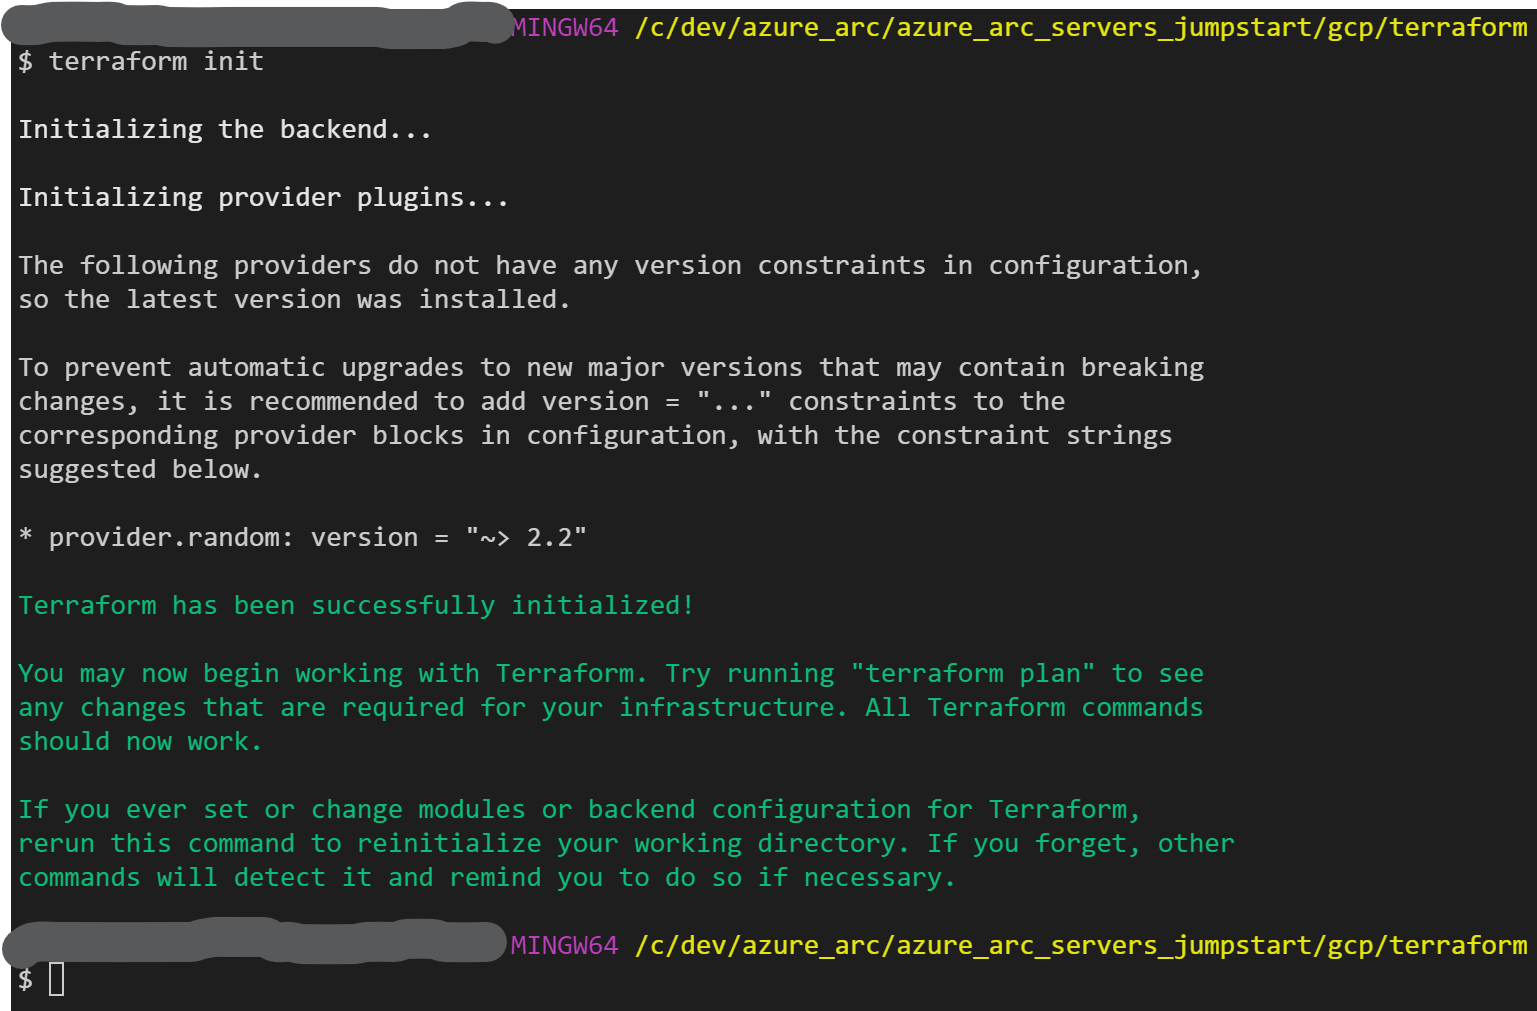 MINGW64 /c/dev/azure_arc/azure_arc_servers_jumpstart/gcp/terraform
$ terraform init
Initializing the backend...
Initializing provider plugins...
The following providers do not have any version constraints in configuration,
so the latest version was installed.
To prevent automatic upgrades to new major versions that may contain breaking
changes, it is recommended to add version = "..." constraints to the
corresponding provider blocks in configuration, with the constraint strings
suggested below.
* provider.random: version = "~> 2.2"
Terraform has been successfully initialized!
You may now begin working with Terraform. Try running "terraform plan" to see
any changes that are required for your infrastructure. All Terraform commands
should now work.
If you ever set or change modules or backend configuration for Terraform,
rerun this command to reinitialize your working directory. If you forget, other
commands will detect it and remind you to do so if necessary.
MINGW64 /c/dev/azure_arc/azure_arc_servers_jumpstart/gcp/terraform
$